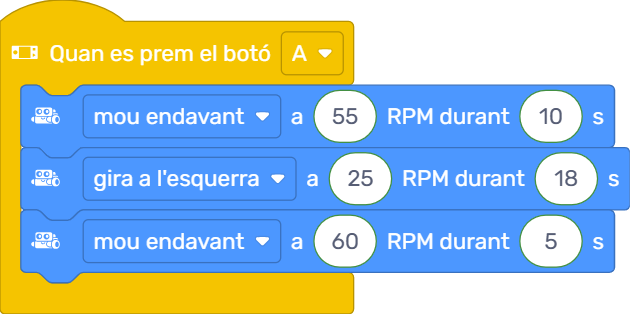 Quan es prem el botó A
mou endavant a 55 RPM durant 10 s
gira a l'esquerra a 25 RPM durant 18 s
mou endavant a 60 RPM durant 5 s